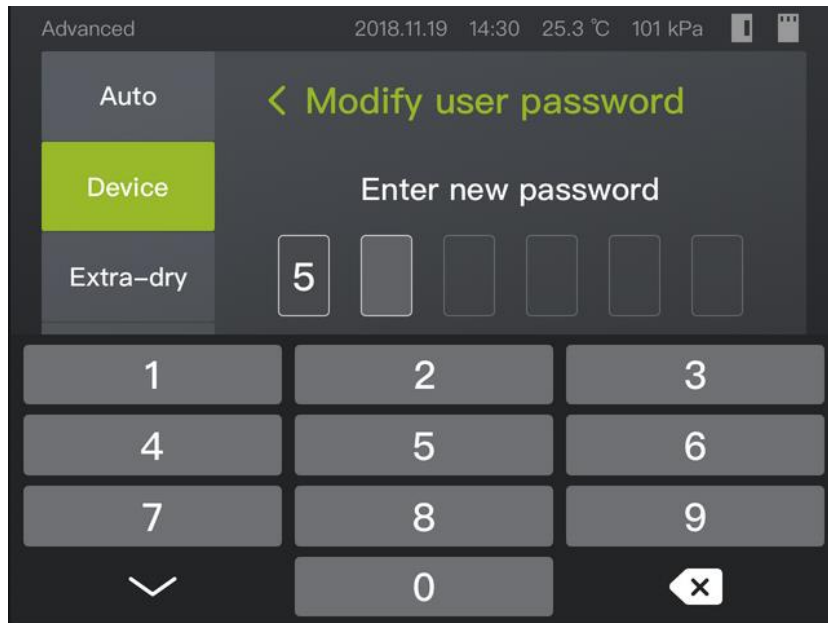 Advanced 2018.11.19 14:30 25.3 ℃ 101 kPa
Auto
< Modify user password
Device
Enter new password
Extra-dry
5
1 2 3
4 5 6
7 8 9
0